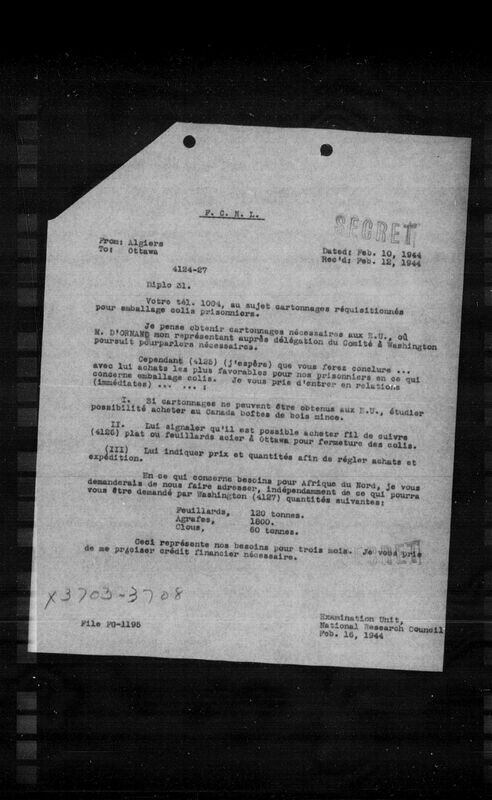 F. C. N. L.
SECRET
From: Algiers
To: Ottawa
Dated: Feb. 10, 1944
Rec'd: Feb. 12, 1944
4124-27
Diplo 31.
Votre tél. 1004, au sujet cartonnages réquisitionnés
pour emballage colis prisonniers.
Je pense obtenir cartonnages nécessaires aux E.U., où
M. D'ORNANO mon représentant auprès délégation du Comité à Washington
poursuit pourparlers nécessaires.
Cependant (4125) (j'espère) que vous ferez conclure ...
avec lui achats les plus favorables pour nos prisonniers en ce qui
concerne emballage colis. Je vous prie d'entrer en relations
(immédiates) ... ... ;
I. Si cartonnages ne peuvent être obtenus aux E.U., étudier
possibilité acheter au Canada boîtes de bois mince.
II. Lui signaler qu'il est possible acheter fil de cuivre
(4126) plat ou feuillards acier à Ottawa pour fermeture des colis.
(III) Lui indiquer prix et quantités afin de régler achats et
expédition.
En ce qui concerne besoins pour Afrique du Nord, je vous
demanderais de nous faire adresser, indépendamment de ce qui pourra
vous être demandé par Washington (4127) quantités suivantes:
Feuillards, 120 tonnes.
Agrafes, 1800.
Clous, 60 tonnes.
Ceci représente nos besoins pour trois mois. Je vous prie
de me préciser crédit financier nécessaire.
SECRET
X3703-3708
File FG-1195
Examination Unit,
National Research Council
Feb. 16, 1944